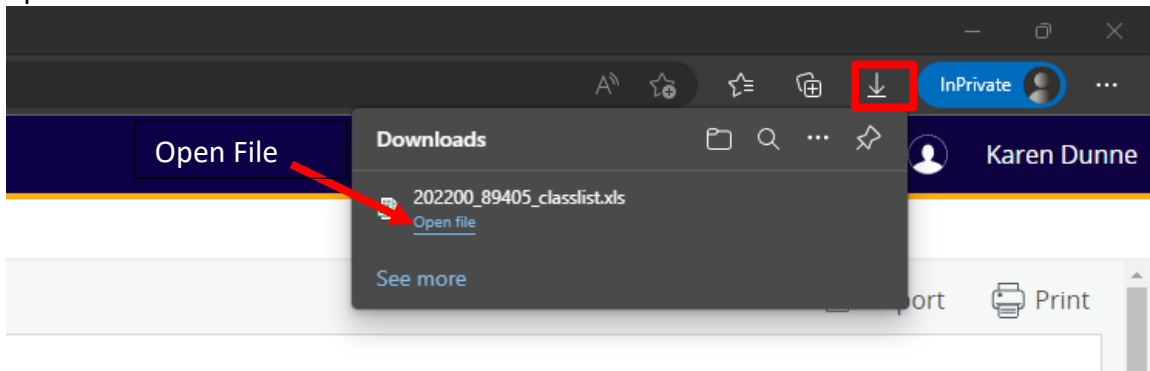 InPrivate
Open File
Downloads
Karen Dunne
202200_89405_classlist.xls
Open file
See more
port
Print